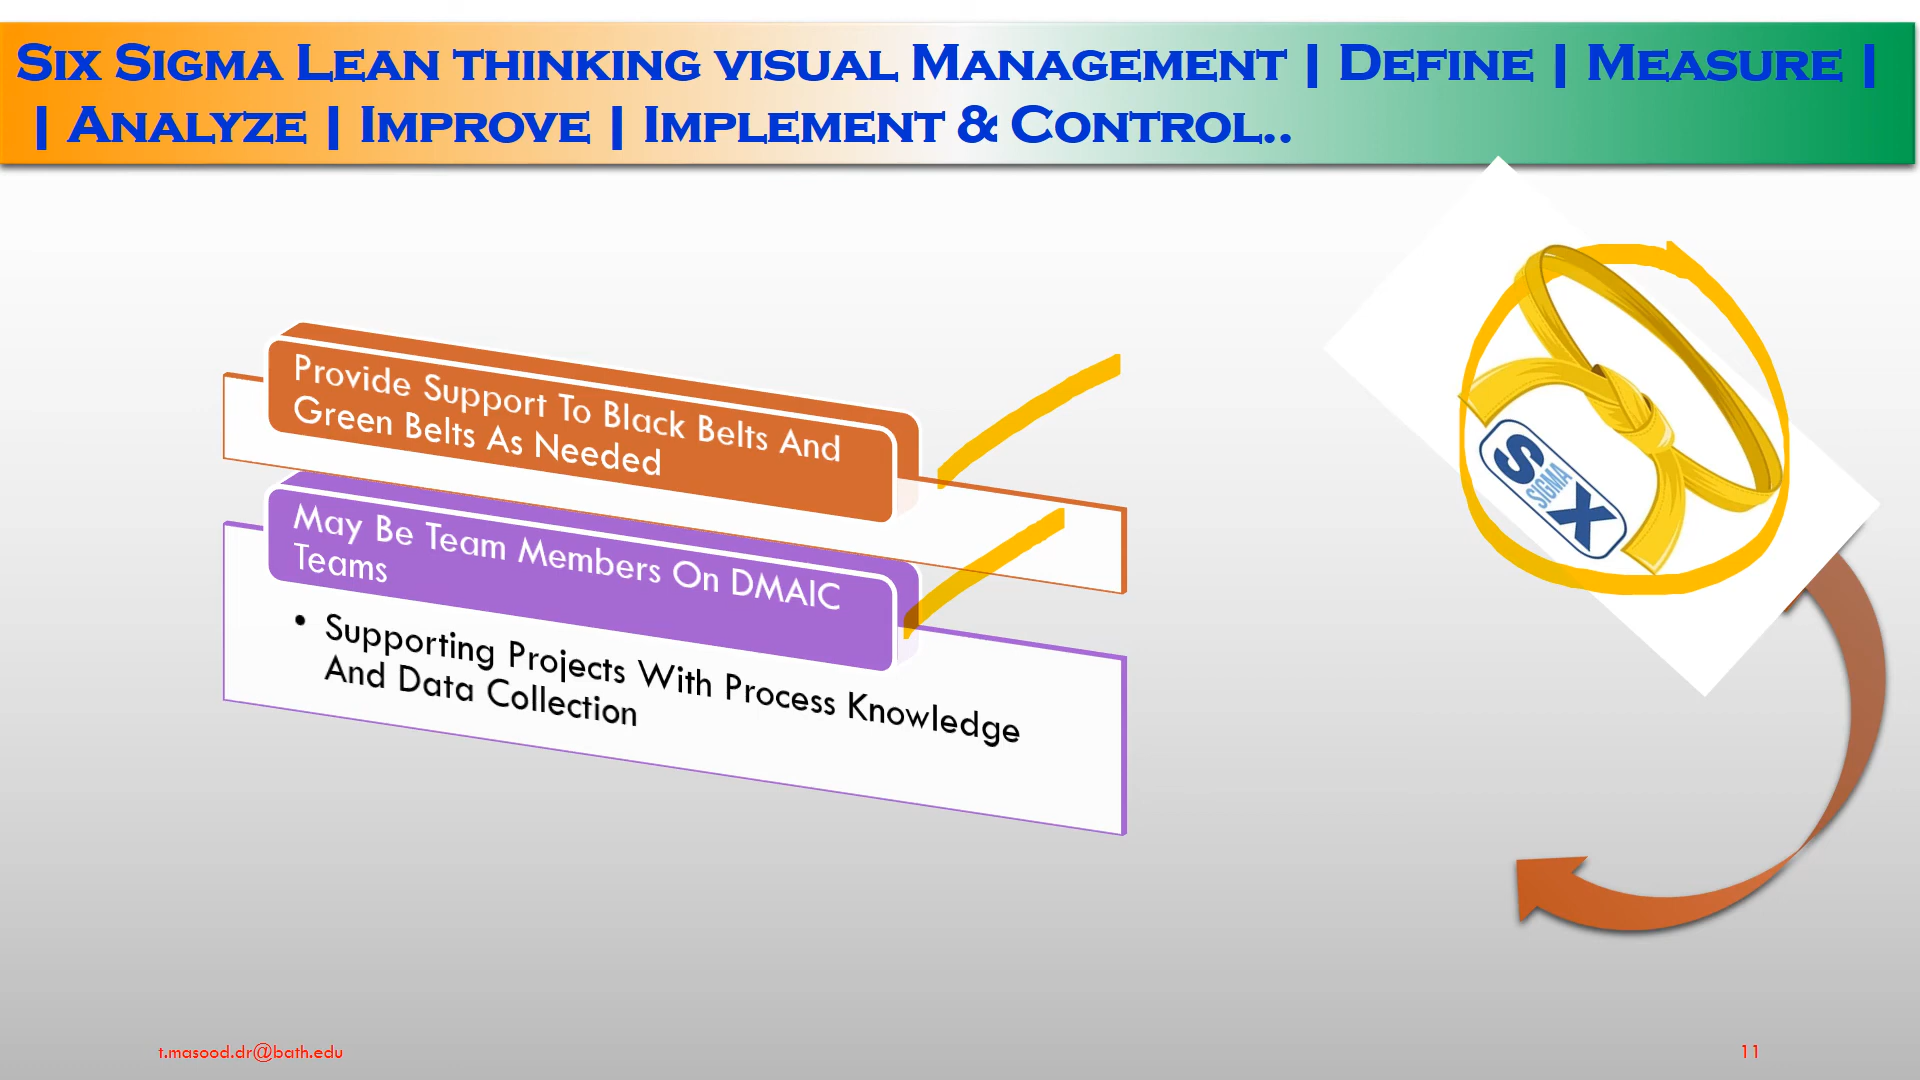 Six Sigma Lean thinking visual Management | Define | Measure |
| Analyze | Improve | Implement & Control..
Provide Support To Black Belts And
Green Belts As Needed
May Be Team Members On DMAIC
Teams
• Supporting Projects With Process Knowledge
And Data Collection
SIX
SIGMA
t.masood.dr@bath.edu
11